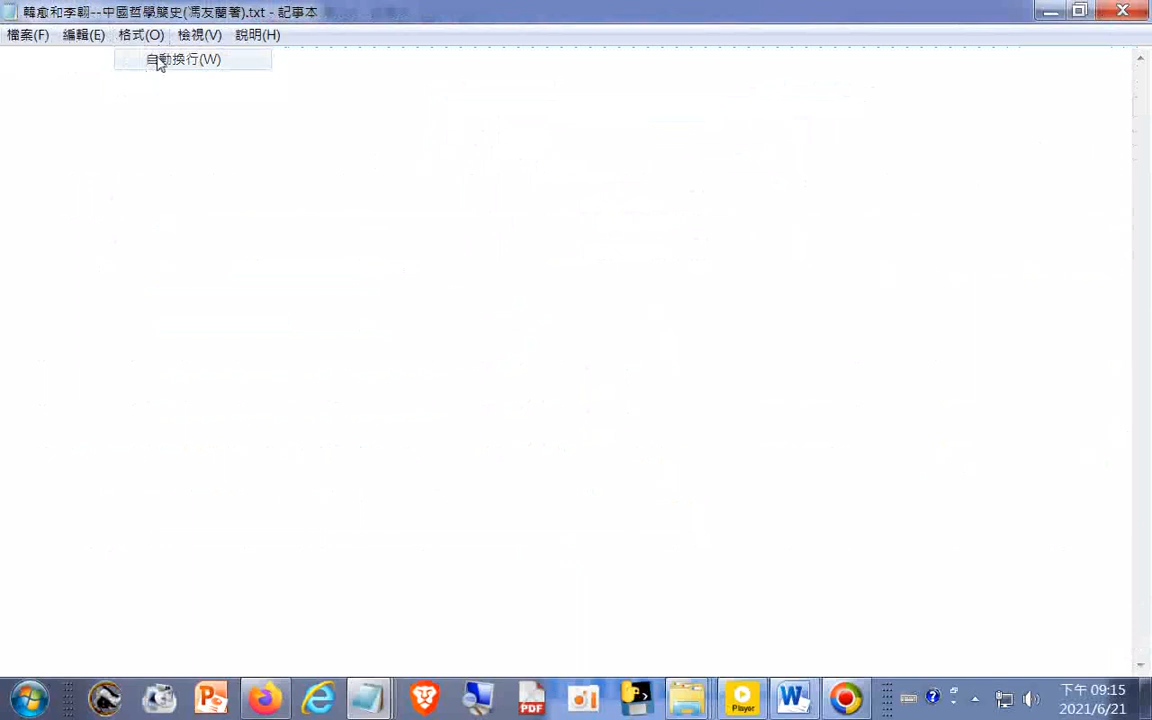 韓愈和李翱--中國哲學簡史(馮友蘭著).txt - 記事本
檔案(F) 編輯(E) 格式(O) 檢視(V) 說明(H)
自動換行(W)
PDF
Player
下午 09:15
2021/6/21